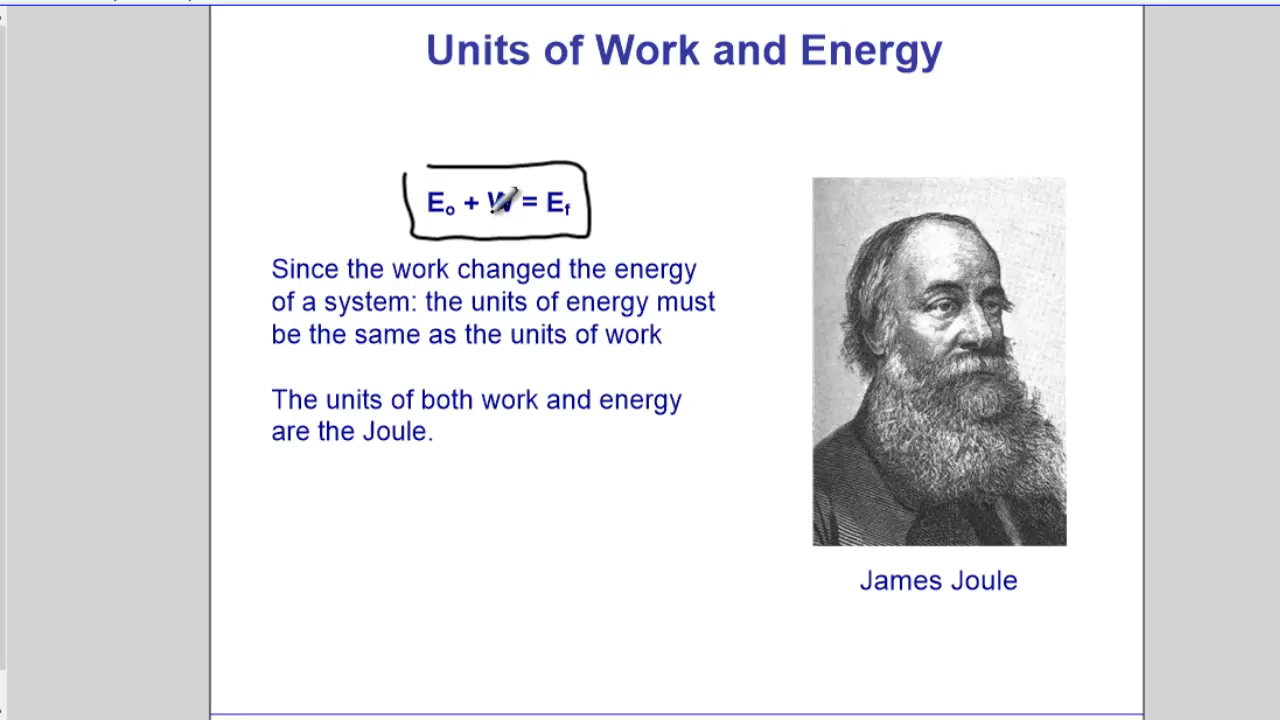 Units of Work and Energy
E₀ + W = E_f
Since the work changed the energy
of a system: the units of energy must
be the same as the units of work
The units of both work and energy
are the Joule.
James Joule